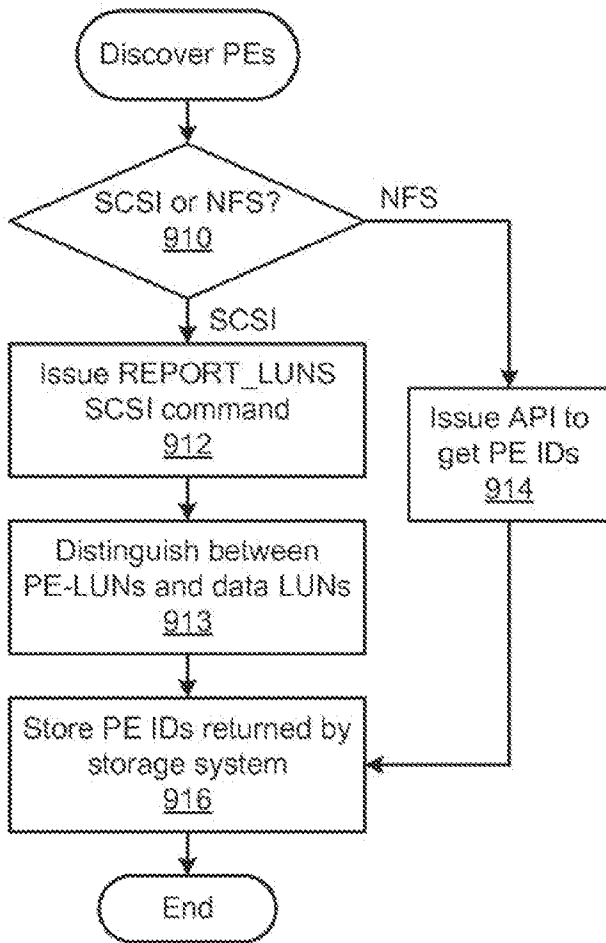 Discover PEs
SCSI or NFS?
910
NFS
SCSI
Issue REPORT_LUNS
SCSI command
912
Issue API to
get PE IDs
914
Distinguish between
PE-LUNs and data LUNs
913
Store PE IDs returned by
storage system
916
End